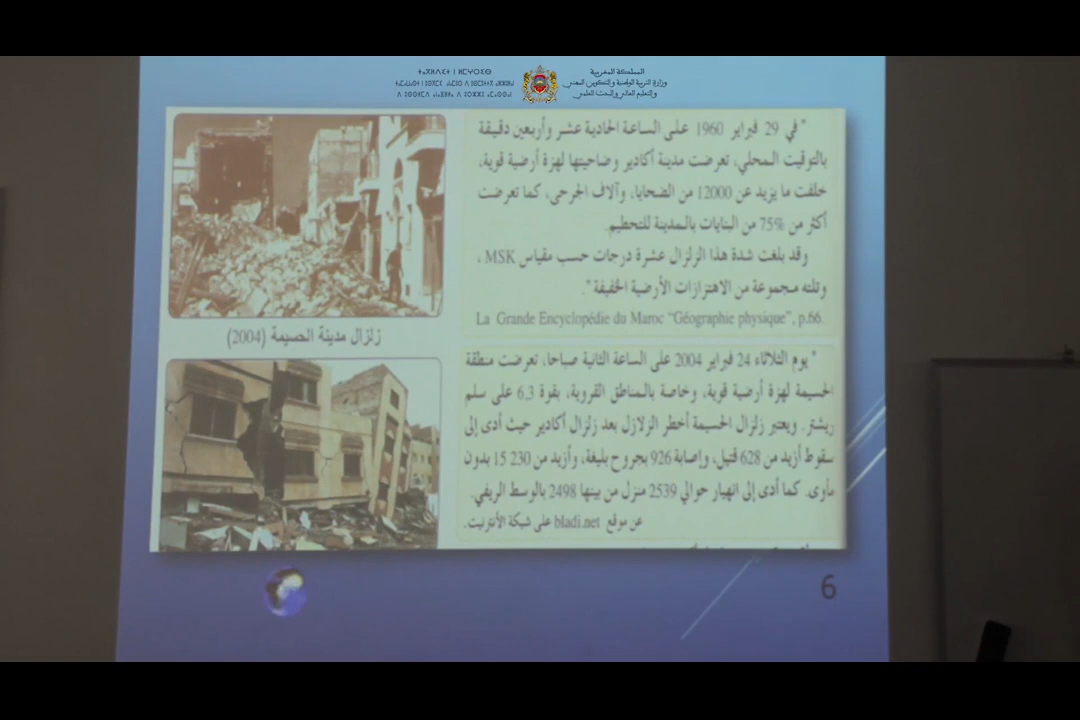 ⵜⴰⴳⵍⴷⵉⵜ ⵏ ⵍⵎⵖⵔⵉⴱ
المملكة المغربية
وزارة التربية الوطنية والتكوين المهني
والتعليم العالي والبحث العلمي
" في 29 فبراير 1960 على الساعة الحادية عشر وأربعين دقيقة
بالتوقيت المحلي، تعرضت مدينة أكادير وضاحيتها لهزة أرضية قوية،
خلفت ما يزيد عن 12000 من الضحايا، وآلاف الجرحى، كما تعرضت
أكثر من 75% من البنايات بالمدينة للتحطيم.
وقد بلغت شدة هذا الزلزال عشرة درجات حسب مقياس MSK ،
وتلته مجموعة من الاهتزازات الأرضية الخفيفة ".
La Grande Encyclopédie du Maroc "Géographie physique", p.66.
زلزال مدينة الحسيمة (2004)
" يوم الثلاثاء 24 فبراير 2004 على الساعة الثانية صباحا، تعرضت منطقة
الحسيمة لهزة أرضية قوية، وخاصة بالمناطق القروية، بقوة 6,3 على سلم
ريشتر. ويعتبر زلزال الحسيمة أخطر الزلازل بعد زلزال أكادير حيث أدى إلى
سقوط أزيد من 628 قتيل، وإصابة 926 بجروح بليغة، وأزيد من 230 15 بدون
مأوى. كما أدى إلى انهيار حوالي 2539 منزل من بينها 2498 بالوسط الريفي.
عن موقع bladi.net على شبكة الأنترنيت.
6